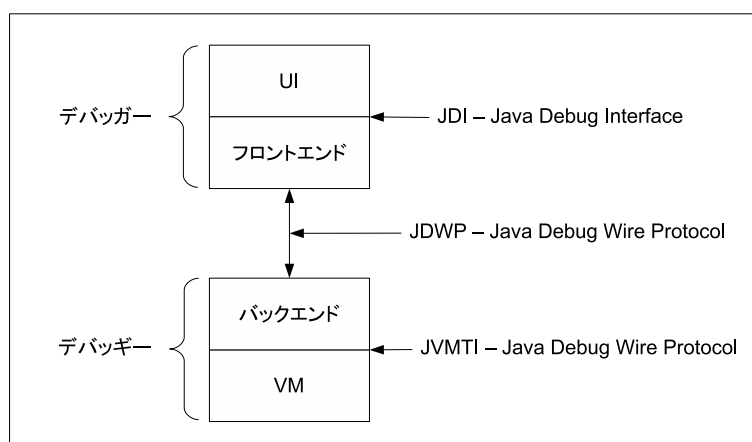 UI
デバッガー
JDI – Java Debug Interface
フロントエンド
JDWP – Java Debug Wire Protocol
バックエンド
デバッギー
JVMTI – Java Debug Wire Protocol
VM